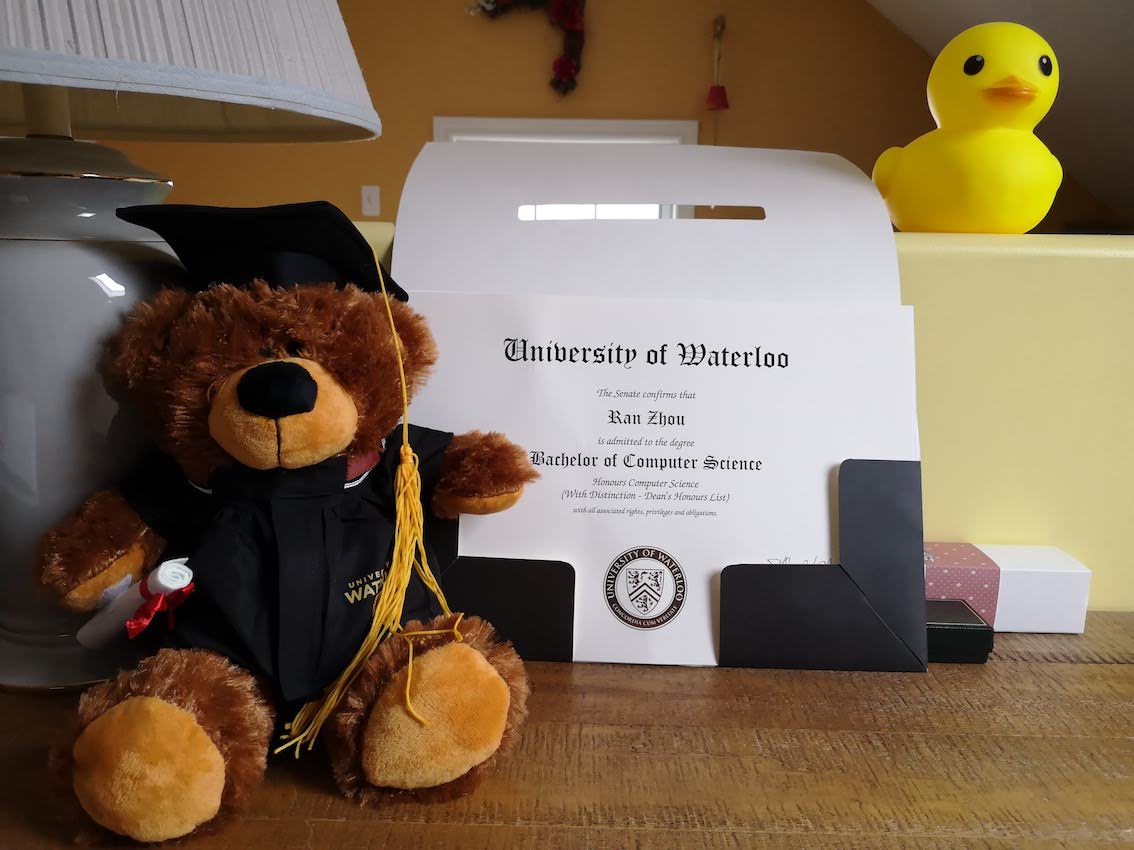 University of Waterloo
The Senate confirms that
Ran Zhou
is admitted to the degree
Bachelor of Computer Science
Honours Computer Science
(With Distinction - Dean's Honours List)
with all associated rights, privileges and obligations.
UNIVERSITY OF WATERLOO
CONCORDIA CUM VERITATE
UNIVE
WAT